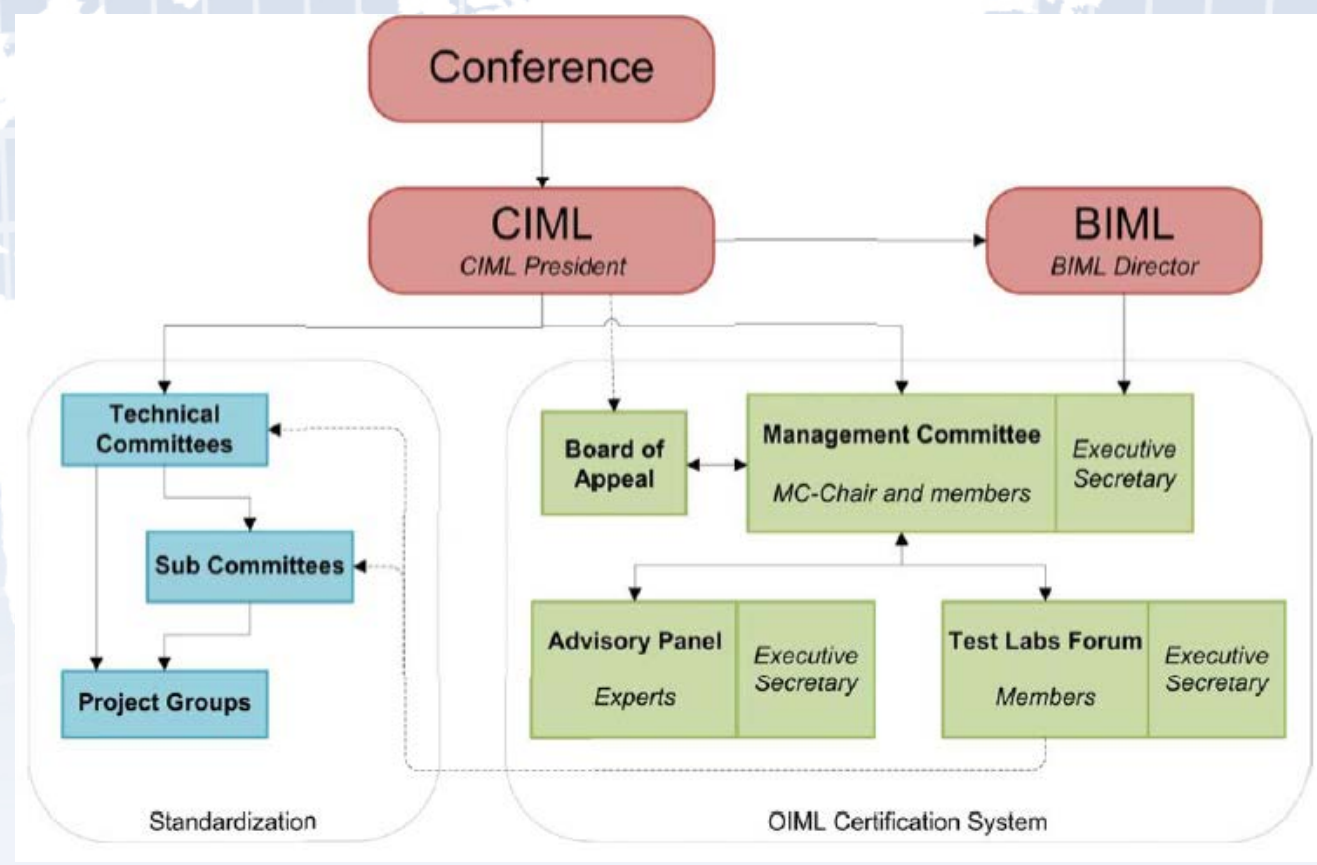 Conference
CIML
CIML President
BIML
BIML Director
Technical
Committees
Sub Committees
Project Groups
Standardization
Board of
Appeal
Management Committee
MC-Chair and members
Executive
Secretary
Advisory Panel
Experts
Executive
Secretary
Test Labs Forum
Members
Executive
Secretary
OIML Certification System